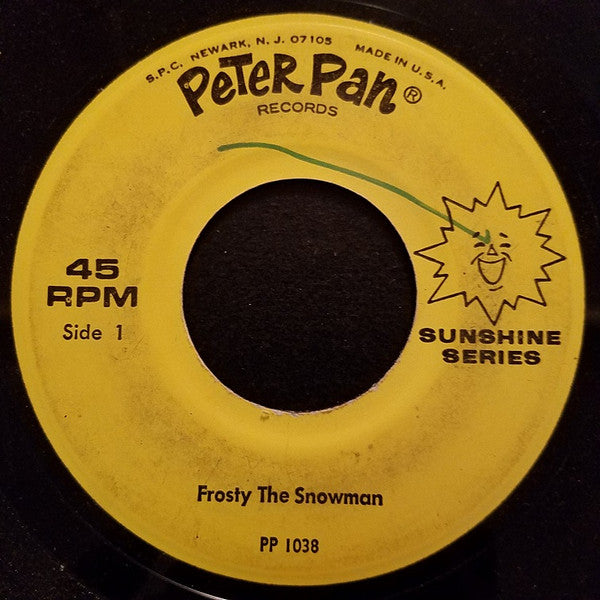 S.P.C. NEWARK, N. J. 07105 MADE IN U.S.A.
PETER PAN®
RECORDS
45
RPM
Side 1
SUNSHINE
SERIES
Frosty The Snowman
PP 1038